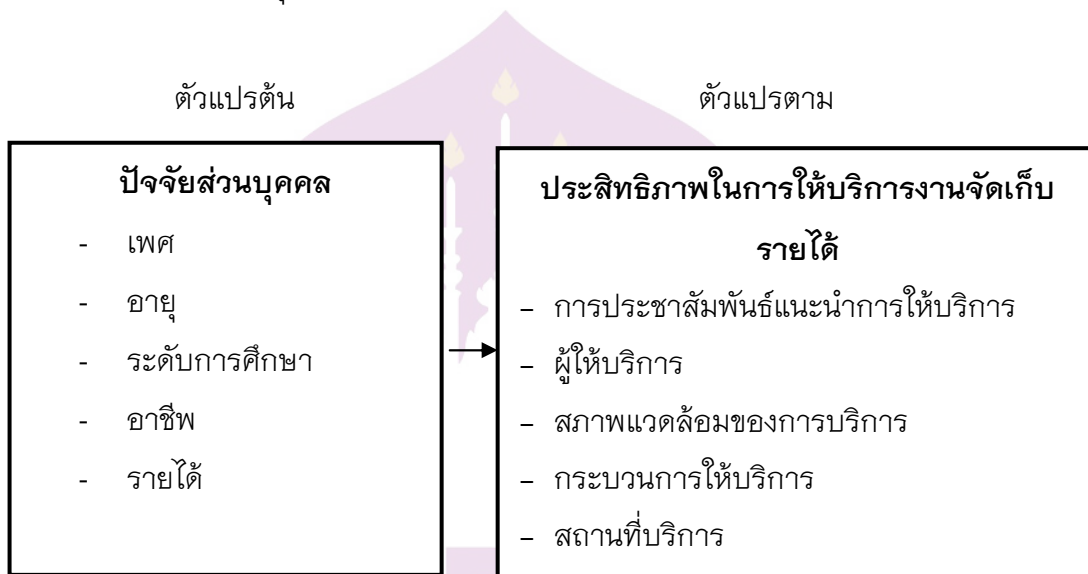 ตัวแปรต้น
ตัวแปรตาม
ปัจจัยส่วนบุคคล
- เพศ
- อายุ
- ระดับการศึกษา
- อาชีพ
- รายได้
ประสิทธิภาพในการให้บริการงานจัดเก็บ
รายได้
– การประชาสัมพันธ์แนะนำการให้บริการ
– ผู้ให้บริการ
– สภาพแวดล้อมของการบริการ
– กระบวนการให้บริการ
– สถานที่บริการ